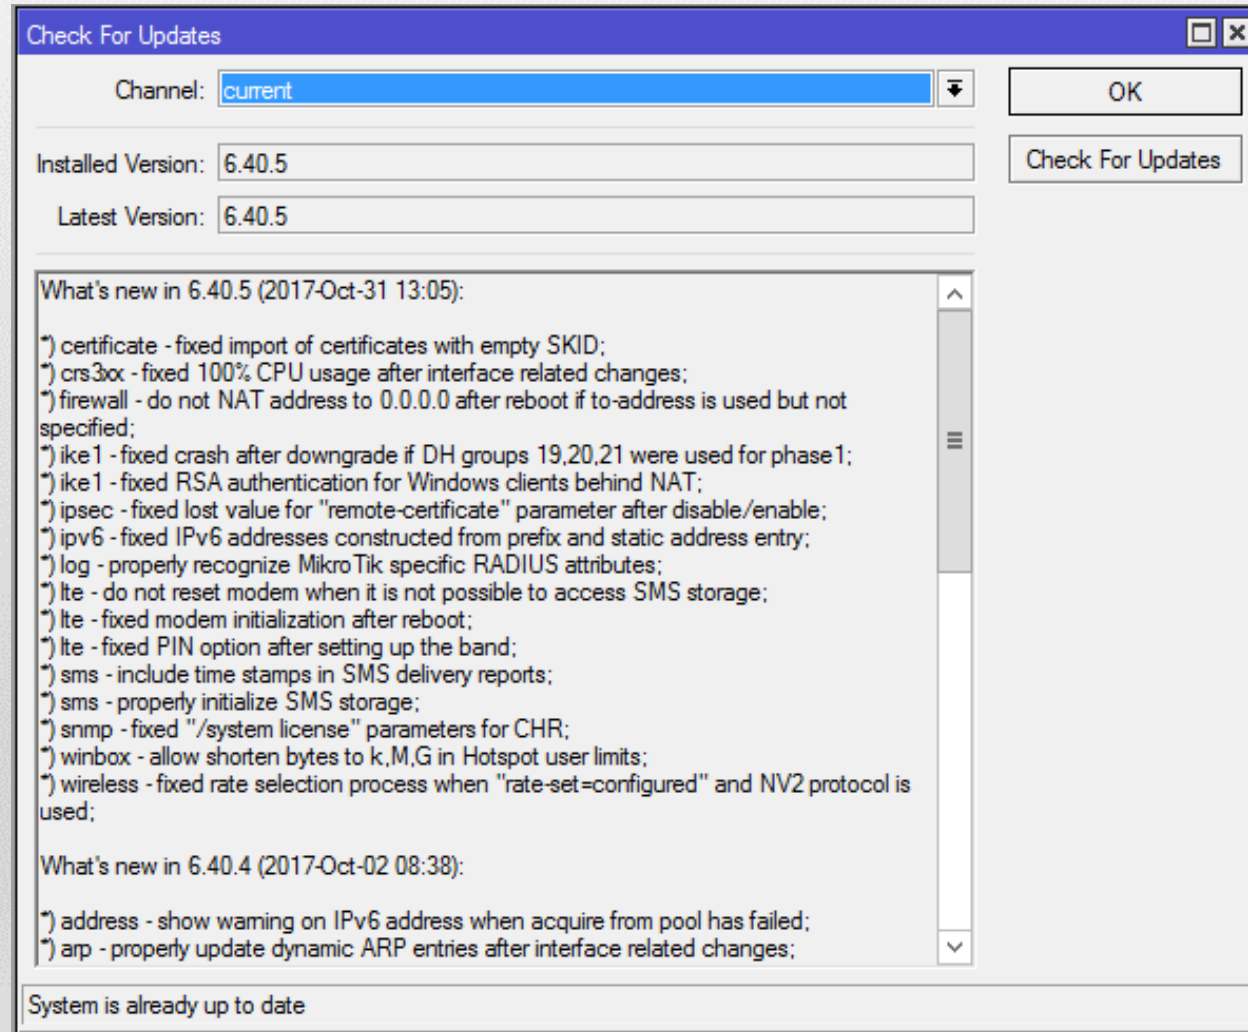 Check For Updates
Channel: current
OK
Installed Version: 6.40.5
Check For Updates
Latest Version: 6.40.5
What's new in 6.40.5 (2017-Oct-31 13:05):
*) certificate - fixed import of certificates with empty SKID;
*) crs3xx - fixed 100% CPU usage after interface related changes;
*) firewall - do not NAT address to 0.0.0.0 after reboot if to-address is used but not
specified;
*) ike1 - fixed crash after downgrade if DH groups 19,20,21 were used for phase1;
*) ike1 - fixed RSA authentication for Windows clients behind NAT;
*) ipsec - fixed lost value for "remote-certificate" parameter after disable/enable;
*) ipv6 - fixed IPv6 addresses constructed from prefix and static address entry;
*) log - properly recognize MikroTik specific RADIUS attributes;
*) lte - do not reset modem when it is not possible to access SMS storage;
*) lte - fixed modem initialization after reboot;
*) lte - fixed PIN option after setting up the band;
*) sms - include time stamps in SMS delivery reports;
*) sms - properly initialize SMS storage;
*) snmp - fixed "/system license" parameters for CHR;
*) winbox - allow shorten bytes to k,M,G in Hotspot user limits;
*) wireless - fixed rate selection process when "rate-set=configured" and NV2 protocol is
used;
What's new in 6.40.4 (2017-Oct-02 08:38):
*) address - show warning on IPv6 address when acquire from pool has failed;
*) arp - properly update dynamic ARP entries after interface related changes;
System is already up to date